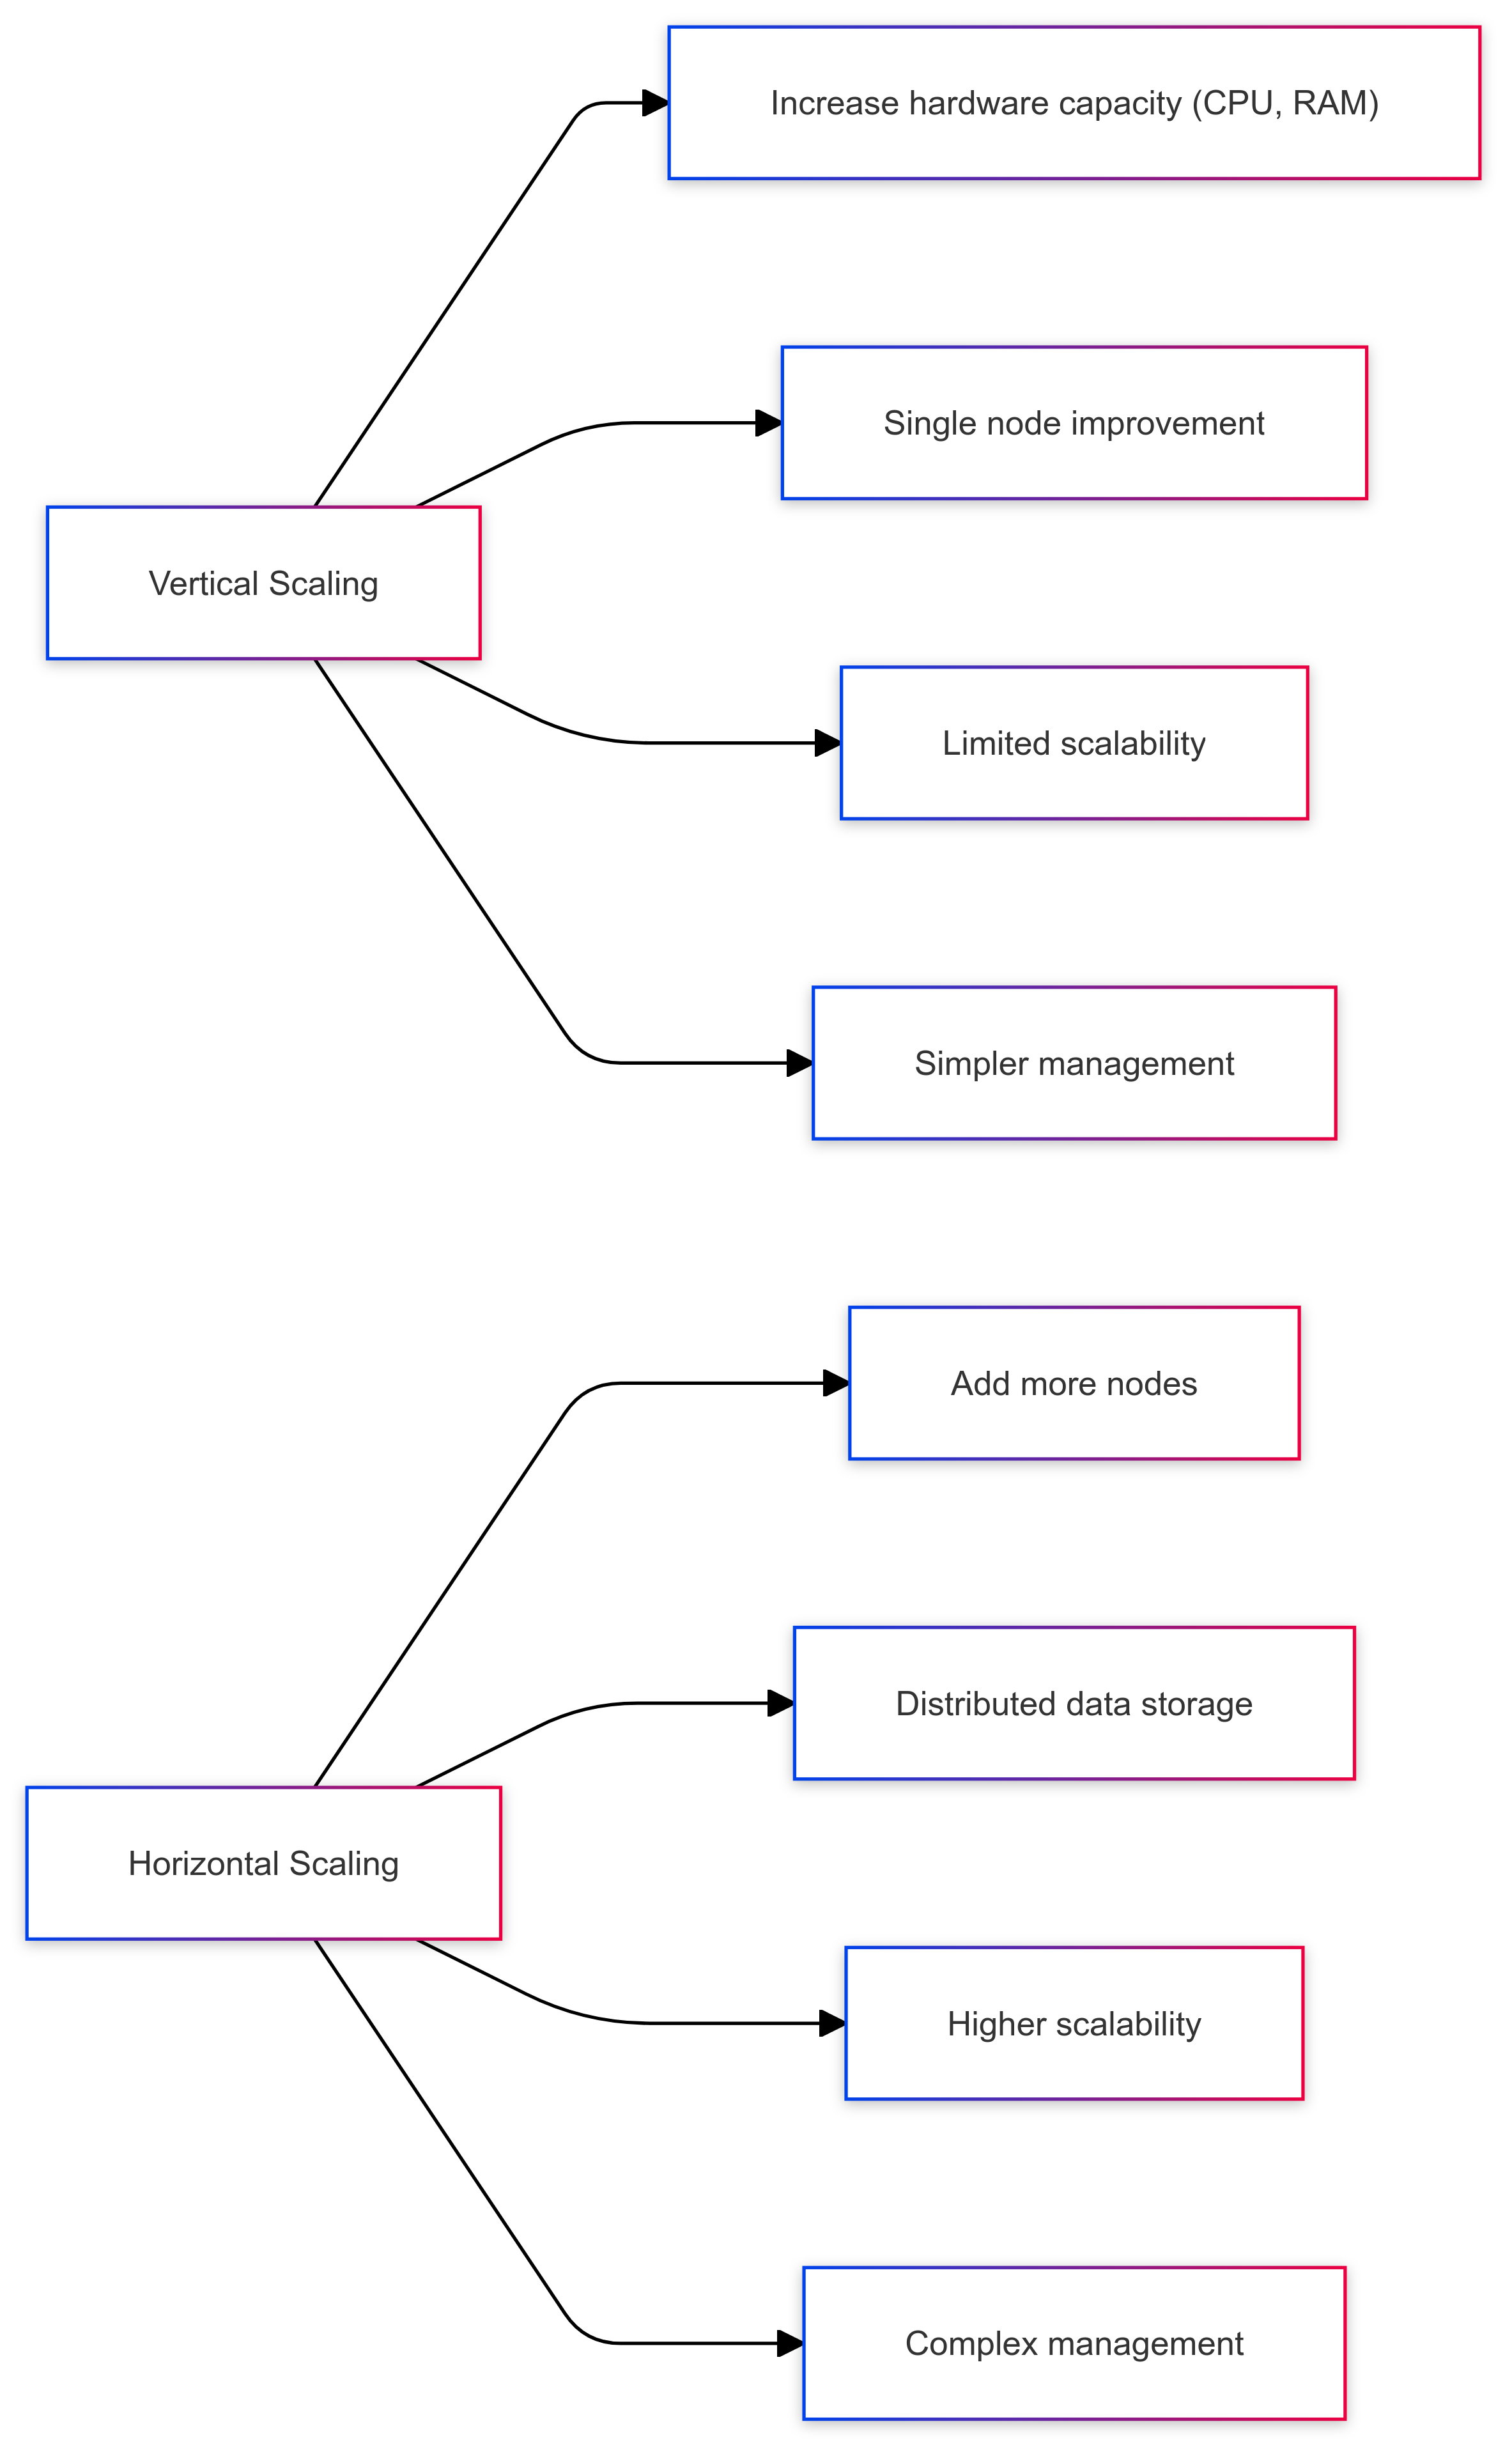 Increase hardware capacity (CPU, RAM)
Single node improvement
Vertical Scaling
Limited scalability
Simpler management
Add more nodes
Distributed data storage
Horizontal Scaling
Higher scalability
Complex management